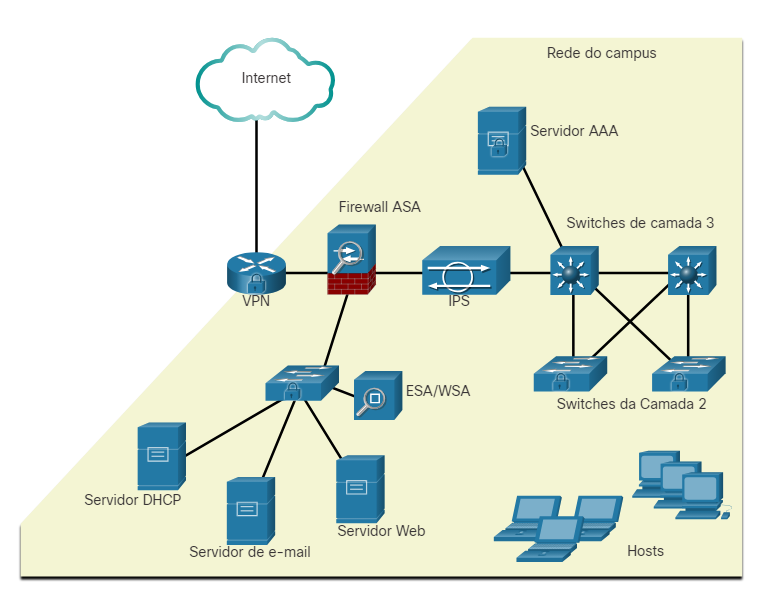 Rede do campus
Internet
Servidor AAA
Firewall ASA
Switches de camada 3
VPN
IPS
ESA/WSA
Switches da Camada 2
Servidor DHCP
Servidor Web
Servidor de e-mail
Hosts